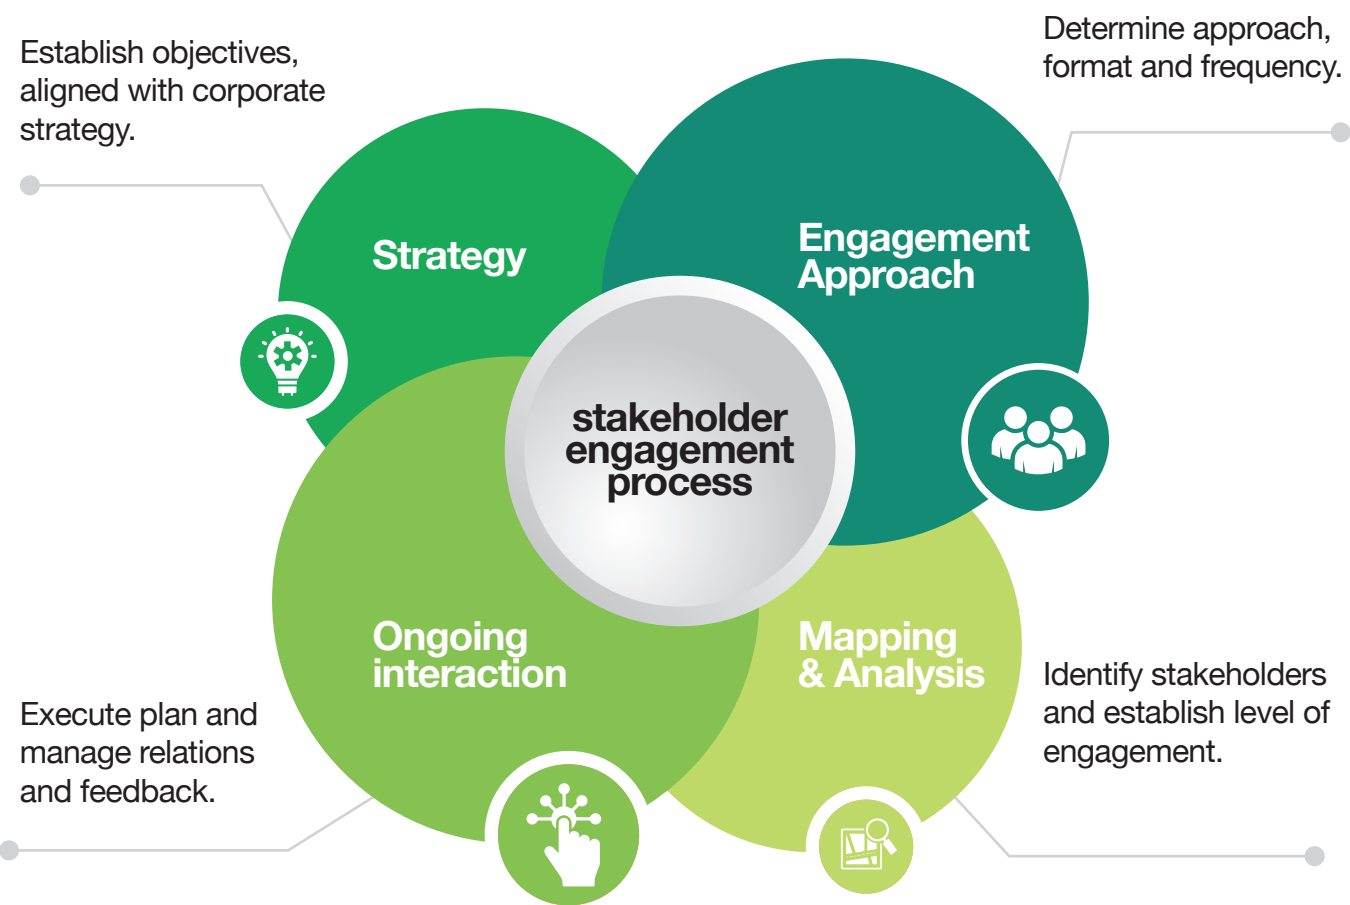 Establish objectives,
aligned with corporate
strategy.
Determine approach,
format and frequency.
Strategy
Engagement
Approach
stakeholder
engagement
process
Ongoing
interaction
Mapping
& Analysis
Execute plan and
manage relations
and feedback.
Identify stakeholders
and establish level of
engagement.